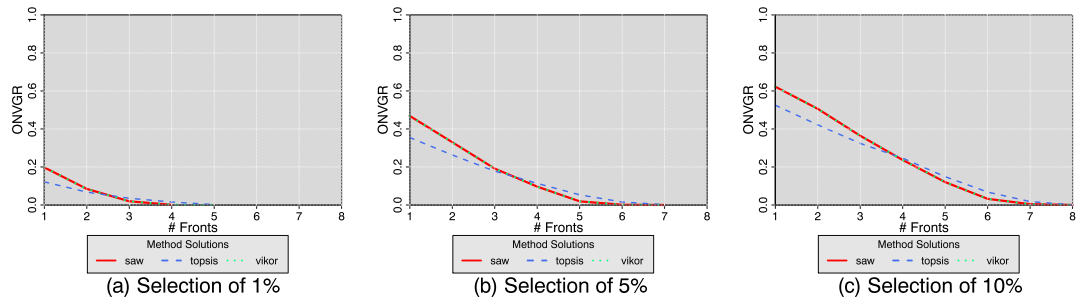 ONVGR
1.0
0.8
0.6
0.4
0.2
0.0
1 2 3 4 5 6 7 8
# Fronts
Method Solutions
saw topsis vikor
(a) Selection of 1%
ONVGR
1.0
0.8
0.6
0.4
0.2
0.0
1 2 3 4 5 6 7 8
# Fronts
Method Solutions
saw topsis vikor
(b) Selection of 5%
ONVGR
1.0
0.8
0.6
0.4
0.2
0.0
1 2 3 4 5 6 7 8
# Fronts
Method Solutions
saw topsis vikor
(c) Selection of 10%